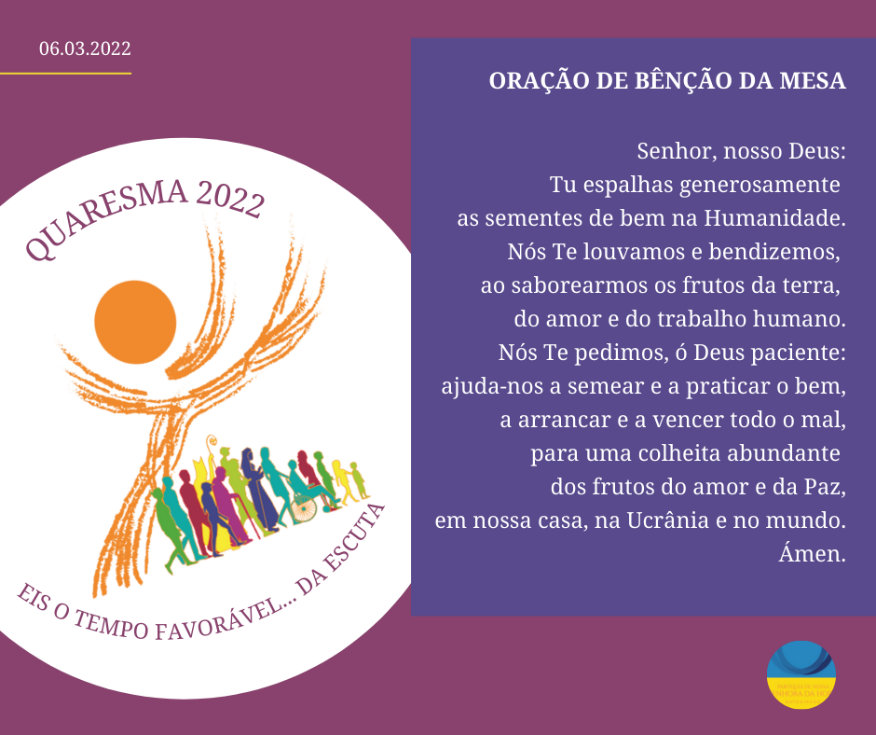 06.03.2022
QUARESMA 2022
EIS O TEMPO FAVORÁVEL... DA ESCUTA
ORAÇÃO DE BÊNÇÃO DA MESA
Senhor, nosso Deus:
Tu espalhas generosamente
as sementes de bem na Humanidade.
Nós Te louvamos e bendizemos,
ao saborearmos os frutos da terra,
do amor e do trabalho humano.
Nós Te pedimos, ó Deus paciente:
ajuda-nos a semear e a praticar o bem,
a arrancar e a vencer todo o mal,
para uma colheita abundante
dos frutos do amor e da Paz,
em nossa casa, na Ucrânia e no mundo.
Ámen.